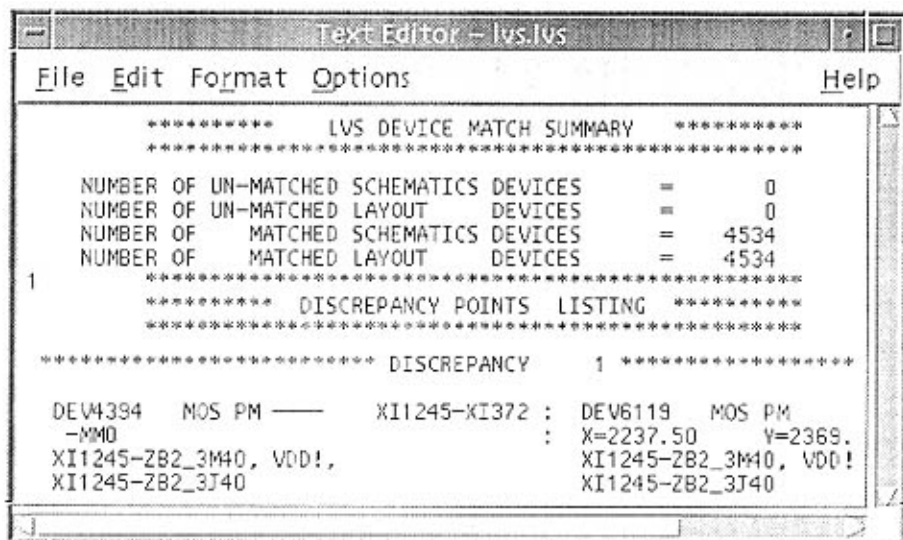 Text Editor – lvs.lvs
File Edit Format Options Help
********** LVS DEVICE MATCH SUMMARY **********
**************************************************
NUMBER OF UN-MATCHED SCHEMATICS DEVICES = 0
NUMBER OF UN-MATCHED LAYOUT DEVICES = 0
NUMBER OF MATCHED SCHEMATICS DEVICES = 4534
NUMBER OF MATCHED LAYOUT DEVICES = 4534
1 **************************************************
********** DISCREPANCY POINTS LISTING **********
**************************************************
************************** DISCREPANCY 1 ******************
DEV4394 MOS PM —— XI1245-XI372 : DEV6119 MOS PM
-MM0 : X=2237.50 Y=2369.
XI1245-ZB2_3M40, VDD!, XI1245-ZB2_3M40, VDD!
XI1245-ZB2_3J40 XI1245-ZB2_3J40